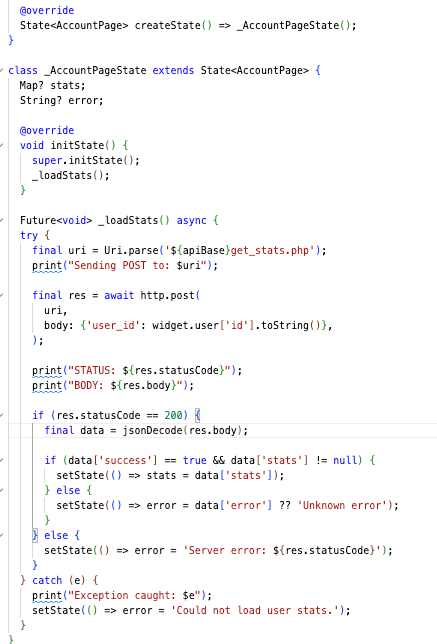 @override
State<AccountPage> createState() => _AccountPageState();
}
class _AccountPageState extends State<AccountPage> {
Map? stats;
String? error;
@override
void initState() {
super.initState();
_loadStats();
}
Future<void> _loadStats() async {
try {
final uri = Uri.parse('${apiBase}get_stats.php');
print("Sending POST to: $uri");
final res = await http.post(
uri,
body: {'user_id': widget.user['id'].toString()},
);
print("STATUS: ${res.statusCode}");
print("BODY: ${res.body}");
if (res.statusCode == 200) {
final data = jsonDecode(res.body);
if (data['success'] == true && data['stats'] != null) {
setState(() => stats = data['stats']);
} else {
setState(() => error = data['error'] ?? 'Unknown error');
}
} else {
setState(() => error = 'Server error: ${res.statusCode}');
}
} catch (e) {
print("Exception caught: $e");
setState(() => error = 'Could not load user stats.');
}
}